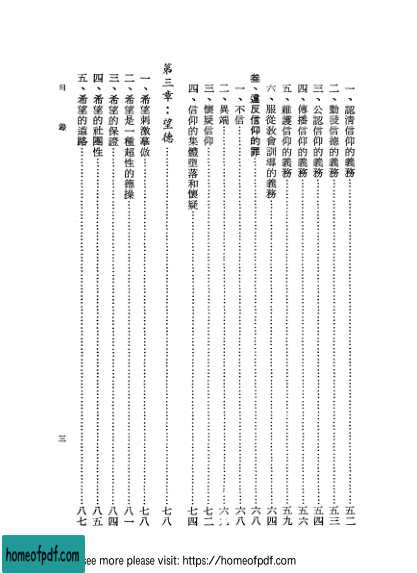 一、認清信仰的義務……五二
二、勤發信德的義務……五三
三、公認信仰的義務……五四
四、傳播信仰的義務……五六
五、維護信仰的義務……五九
六、服從教會訓導的義務……六四
叁、違反信仰的罪……六八
一、不信……六八
二、異端……六九
三、懷疑信仰……七二
四、信仰的集體墮落和懷疑……七四
第三章：望德……七八
一、希望刺激摹倣……七八
二、希望是一種超性的德操……八一
三、希望的保證……八四
四、希望的社團性……八五
五、希望的道路……八七
目 錄
三
homeofpdf.com
see more please visit: https://homeofpdf.com